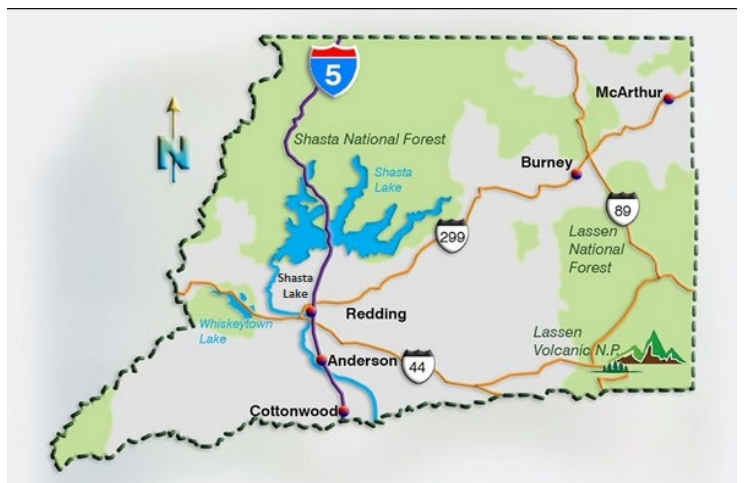 5
McArthur
Shasta National Forest
Burney
Shasta
Lake
N
89
299
Lassen
National
Forest
Shasta
Lake
Redding
Whiskeytown
Lake
Lassen
Volcanic N.P.
Anderson
44
Cottonwood